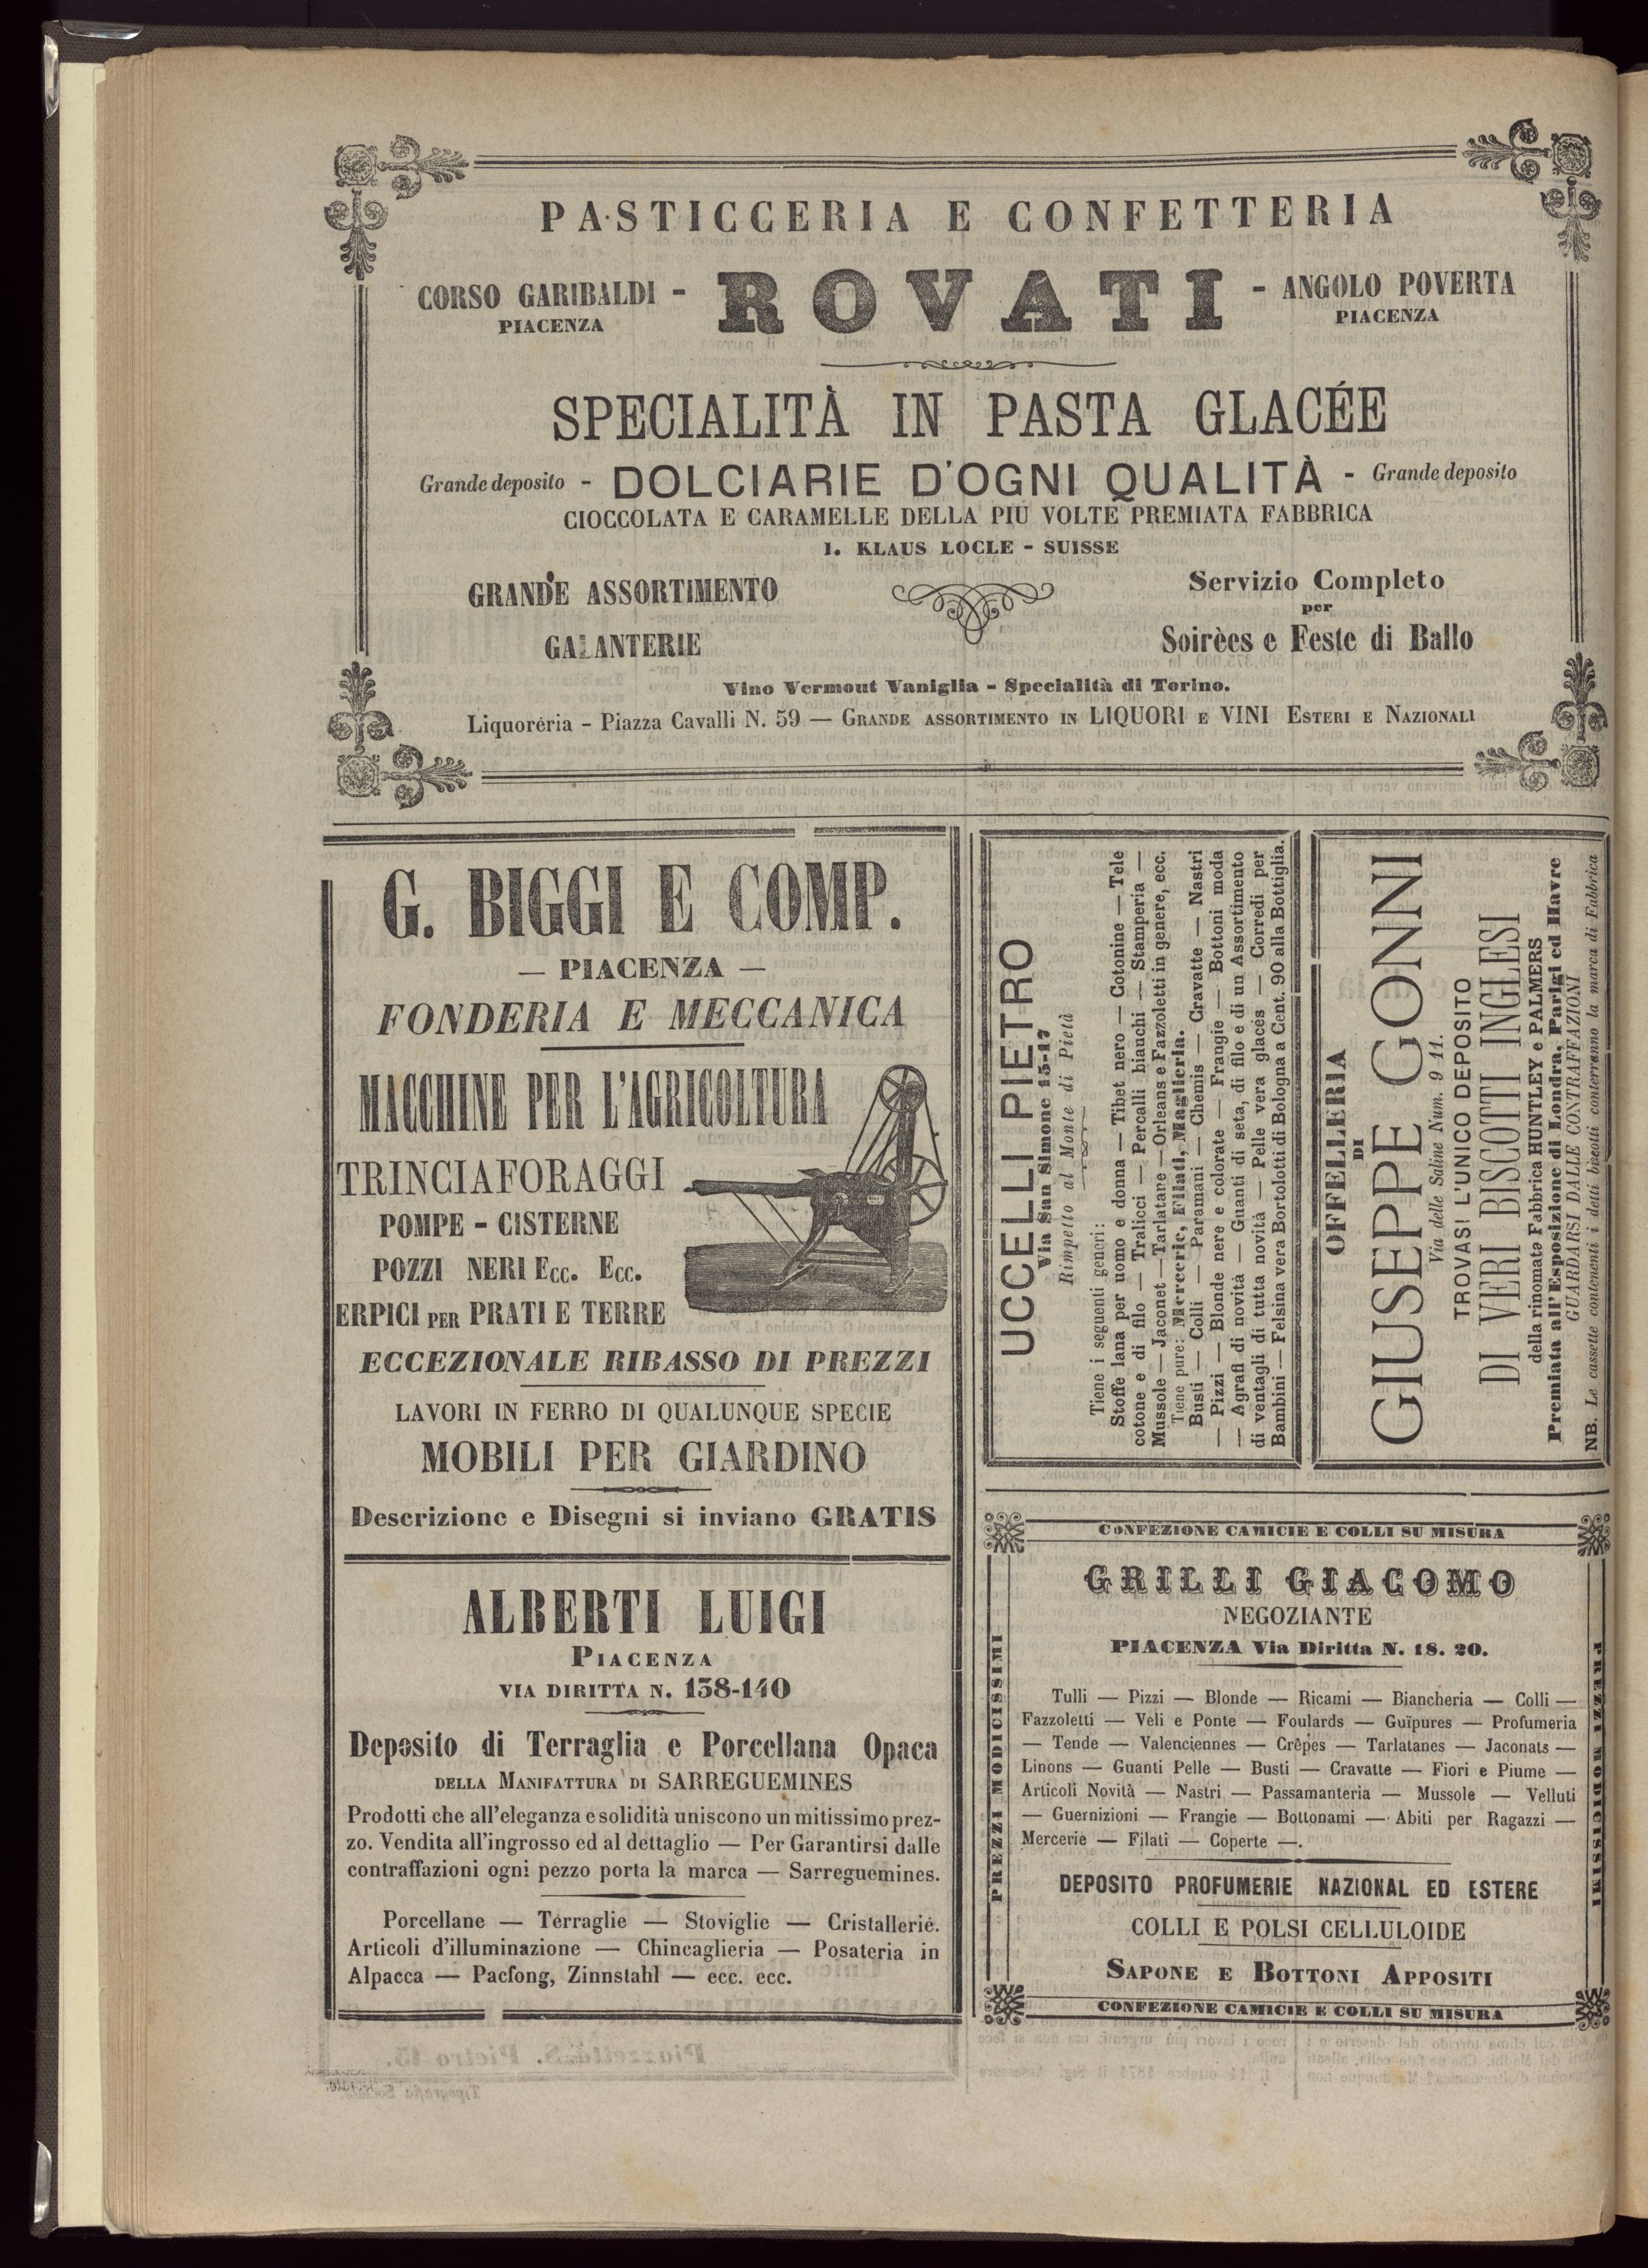 PASTICCERIA E CONFETTERIA
CORSO GARIBALDI - ROVATI - ANGOLO POVERTA
PIACENZA PIACENZA
SPECIALITÀ IN PASTA GLACÉE
Grande deposito - DOLCIARIE D'OGNI QUALITÀ - Grande deposito
CIOCCOLATA E CARAMELLE DELLA PIÙ VOLTE PREMIATA FABBRICA
I. KLAUS LOCLE - SUISSE
GRANDE ASSORTIMENTO
GALANTERIE
Servizio Completo
per
Soirèes e Feste di Ballo
Vino Vermout Vaniglia - Specialità di Torino.
Liquoreria - Piazza Cavalli N. 59 — GRANDE ASSORTIMENTO IN LIQUORI E VINI ESTERI E NAZIONALI
G. BIGGI E COMP.
— PIACENZA —
FONDERIA E MECCANICA
MACCHINE PER L'AGRICOLTURA
TRINCIAFORAGGI
POMPE - CISTERNE
POZZI NERI Ecc. Ecc.
ERPICI PER PRATI E TERRE
ECCEZIONALE RIBASSO DI PREZZI
LAVORI IN FERRO DI QUALUNQUE SPECIE
MOBILI PER GIARDINO
Descrizione e Disegni si inviano GRATIS
ALBERTI LUIGI
PIACENZA
VIA DIRITTA N. 138-140
Deposito di Terraglia e Porcellana Opaca
DELLA MANIFATTURA DI SARREGUEMINES
Prodotti che all'eleganza e solidità uniscono un mitissimo prez-
zo. Vendita all'ingrosso ed al dettaglio — Per Garantirsi dalle
contraffazioni ogni pezzo porta la marca — Sarreguemines.
Porcellane — Terraglie — Stoviglie — Cristallerie.
Articoli d'illuminazione — Chincaglieria — Posateria in
Alpacca — Pacfong, Zinnstahl — ecc. ecc.
UCCELLI PIETRO
Via San Simone 15-17
Rimpetto al Monte di Pietà
Tiene i seguenti generi:
Stoffe lana per uomo e donna — Tibet nero — Cotonine — Tele
cotone e di filo — Tralicci — Percalli bianchi — Stamperia —
Mussole — Jaconet — Tarlatane — Orleans e Fazzoletti in genere, ecc.
Tiene pure: Mercerie, Filati, Maglieria.
Busti — Colli — Paramani — Chemis — Cravatte — Nastri
— Pizzi — Blonde nere e colorate — Frangie — Bottoni moda
— Agrafi di novità — Guanti di seta, di filo e di un Assortimento
di ventagli di tutta novità — Pelle vera glacés — Corredi per
Bambini — Felsina vera Bortolotti di Bologna a Cent. 90 alla Bottiglia.
OFFELLERIA
DI
GIUSEPPE GONNI
Via delle Saline Num. 9 11.
TROVASI L'UNICO DEPOSITO
DI VERI BISCOTTI INGLESI
della rinomata Fabbrica HUNTLEY e PALMERS
Premiata all'Esposizione di Londra, Parigi ed Havre
GUARDARSI DALLE CONTRAFFAZIONI
NB. Le cassette contenenti i detti biscotti conterranno la marca di Fabbrica
CONFEZIONE CAMICIE E COLLI SU MISURA
PREZZI MODICISSIMI
GRILLI GIACOMO
NEGOZIANTE
PIACENZA Via Diritta N. 18. 20.
Tulli — Pizzi — Blonde — Ricami — Biancheria — Colli —
Fazzoletti — Veli e Ponte — Foulards — Guïpures — Profumeria
— Tende — Valenciennes — Crêpes — Tarlatanes — Jaconats —
Linons — Guanti Pelle — Busti — Cravatte — Fiori e Piume —
Articoli Novità — Nastri — Passamanteria — Mussole — Velluti
— Guernizioni — Frangie — Bottonami — Abiti per Ragazzi —
Mercerie — Filati — Coperte —.
DEPOSITO PROFUMERIE NAZIONAL ED ESTERE
COLLI E POLSI CELLULOIDE
SAPONE E BOTTONI APPOSITI
PREZZI MODICISSIMI
CONFEZIONE CAMICIE E COLLI SU MISURA